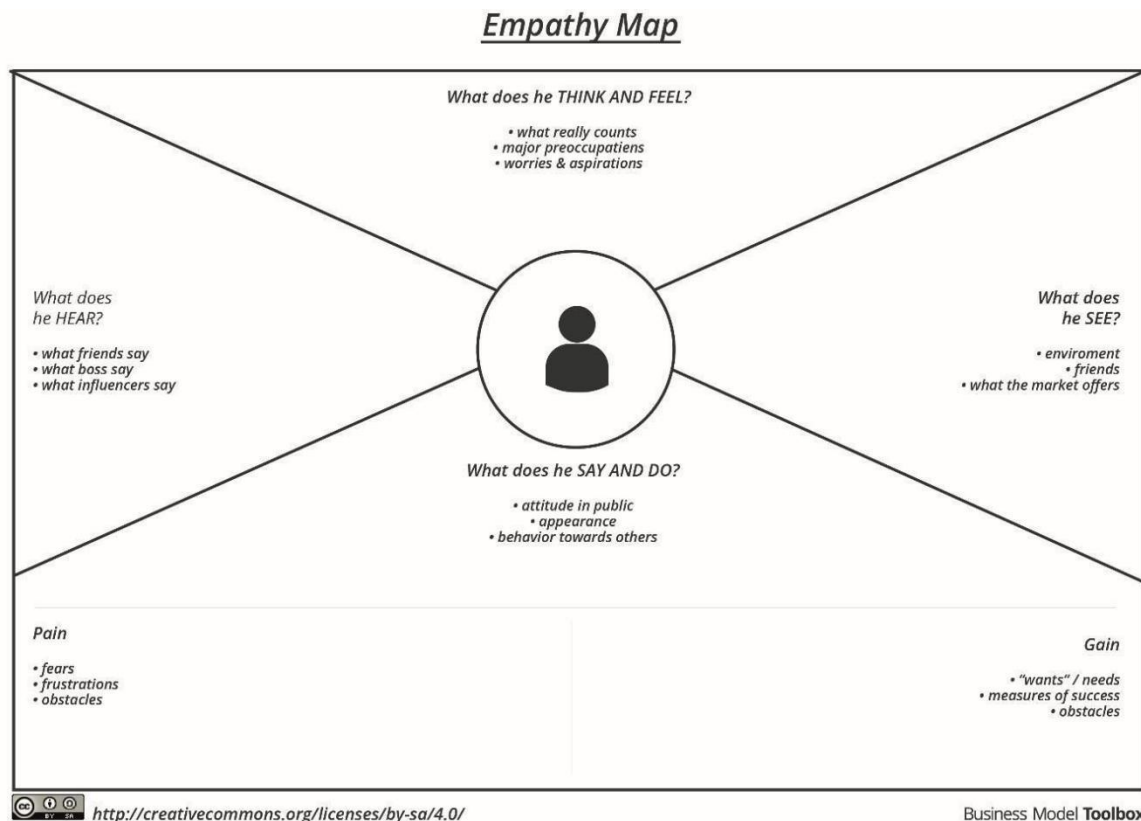 Empathy Map
What does he THINK AND FEEL?
• what really counts
• major preoccupatiens
• worries & aspirations
What does
he HEAR?
• what friends say
• what boss say
• what influencers say
What does
he SEE?
• enviroment
• friends
• what the market offers
What does he SAY AND DO?
• attitude in public
• appearance
• behavior towards others
Pain
• fears
• frustrations
• obstacles
Gain
• “wants” / needs
• measures of success
• obstacles
cc BY SA
http://creativecommons.org/licenses/by-sa/4.0/
Business Model Toolbox